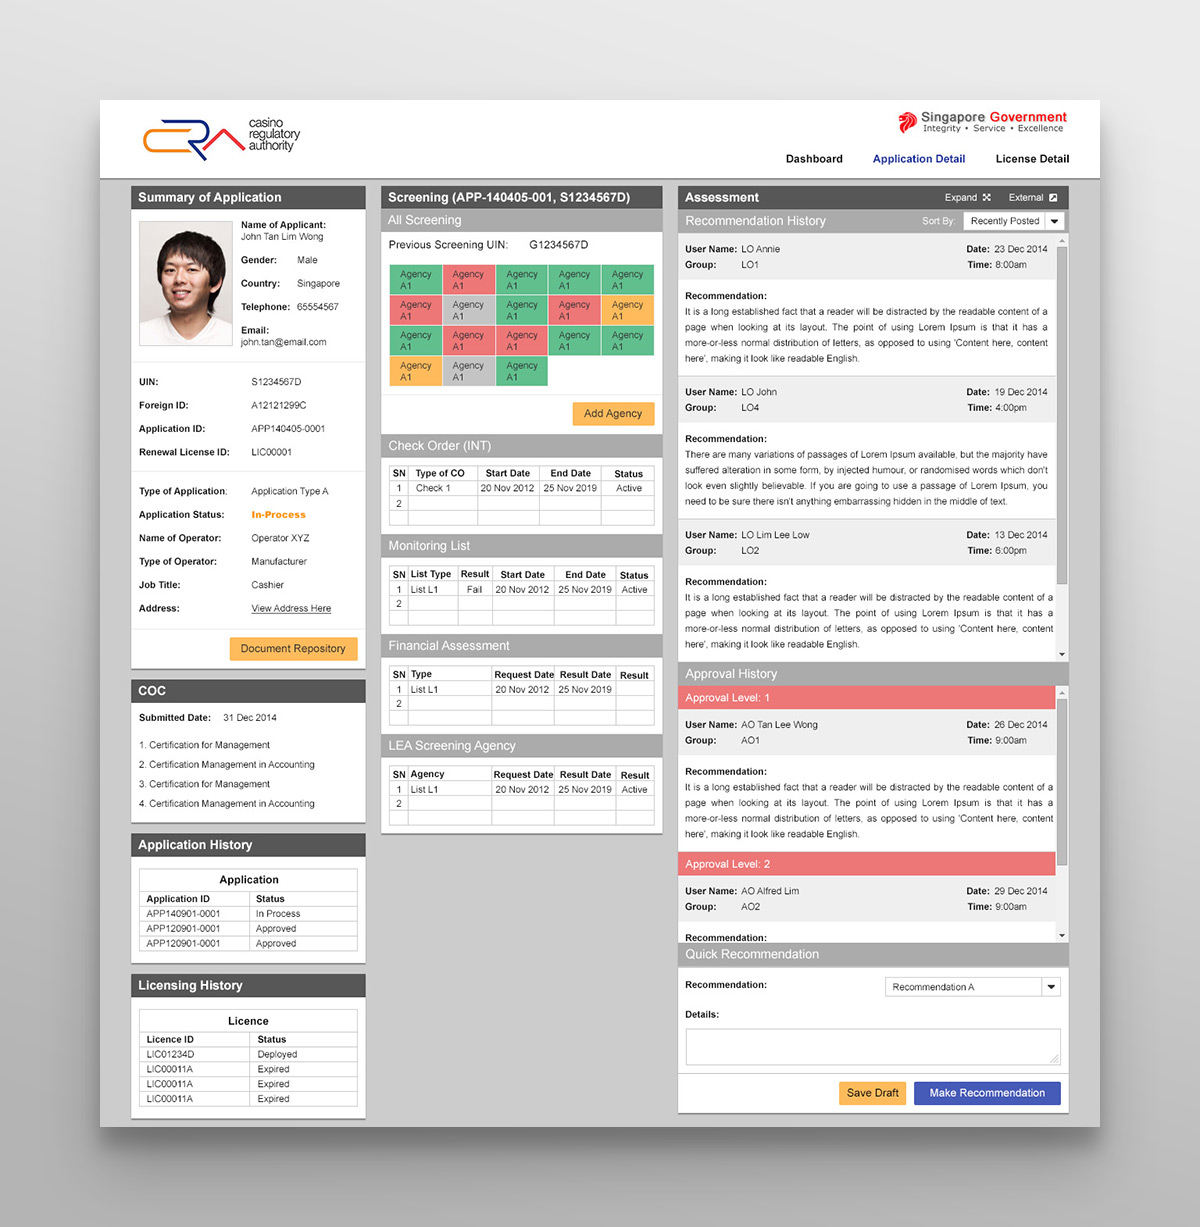 casino
regulatory
authority
Singapore Government
Integrity • Service • Excellence
Dashboard Application Detail License Detail
Summary of Application
Name of Applicant:
John Tan Lim Wong
Gender: Male
Country: Singapore
Telephone: 65554567
Email:
john.tan@email.com
UIN: S1234567D
Foreign ID: A12121299C
Application ID: APP140405-0001
Renewal License ID: LIC00001
Type of Application: Application Type A
Application Status: In-Process
Name of Operator: Operator XYZ
Type of Operator: Manufacturer
Job Title: Cashier
Address: View Address Here
Document Repository
COC
Submitted Date: 31 Dec 2014
1. Certification for Management
2. Certification Management in Accounting
3. Certification for Management
4. Certification Management in Accounting
Application History
Application
Application ID Status
APP140901-0001 In Process
APP120901-0001 Approved
APP120901-0001 Approved
Licensing History
Licence
Licence ID Status
LIC01234D Deployed
LIC00011A Expired
LIC00011A Expired
LIC00011A Expired
Screening (APP-140405-001, S1234567D)
All Screening
Previous Screening UIN: G1234567D
Agency Agency Agency Agency Agency
A1 A1 A1 A1 A1
Agency Agency Agency Agency Agency
A1 A1 A1 A1 A1
Agency Agency Agency Agency Agency
A1 A1 A1 A1 A1
Agency Agency Agency
A1 A1 A1
Add Agency
Check Order (INT)
SN Type of CO Start Date End Date Status
1 Check 1 20 Nov 2012 25 Nov 2019 Active
2
Monitoring List
SN List Type Result Start Date End Date Status
1 List L1 Fail 20 Nov 2012 25 Nov 2019 Active
2
Financial Assessment
SN Type Request Date Result Date Result
1 List L1 20 Nov 2012 25 Nov 2019
2
LEA Screening Agency
SN Agency Request Date Result Date Result
1 List L1 20 Nov 2012 25 Nov 2019 Active
2
Assessment Expand External
Recommendation History Sort By: Recently Posted
User Name: LO Annie Date: 23 Dec 2014
Group: LO1 Time: 8:00am
Recommendation:
It is a long established fact that a reader will be distracted by the readable content of a
page when looking at its layout. The point of using Lorem Ipsum is that it has a
more-or-less normal distribution of letters, as opposed to using 'Content here, content
here', making it look like readable English.
User Name: LO John Date: 19 Dec 2014
Group: LO4 Time: 4:00pm
Recommendation:
There are many variations of passages of Lorem Ipsum available, but the majority have
suffered alteration in some form, by injected humour, or randomised words which don't
look even slightly believable. If you are going to use a passage of Lorem Ipsum, you
need to be sure there isn't anything embarrassing hidden in the middle of text.
User Name: LO Lim Lee Low Date: 13 Dec 2014
Group: LO2 Time: 6:00pm
Recommendation:
It is a long established fact that a reader will be distracted by the readable content of a
page when looking at its layout. The point of using Lorem Ipsum is that it has a
more-or-less normal distribution of letters, as opposed to using 'Content here, content
here', making it look like readable English.
Approval History
Approval Level: 1
User Name: AO Tan Lee Wong Date: 26 Dec 2014
Group: AO1 Time: 9:00am
Recommendation:
It is a long established fact that a reader will be distracted by the readable content of a
page when looking at its layout. The point of using Lorem Ipsum is that it has a
more-or-less normal distribution of letters, as opposed to using 'Content here, content
here', making it look like readable English.
Approval Level: 2
User Name: AO Alfred Lim Date: 29 Dec 2014
Group: AO2 Time: 9:00am
Recommendation:
Quick Recommendation
Recommendation: Recommendation A
Details:
Save Draft Make Recommendation